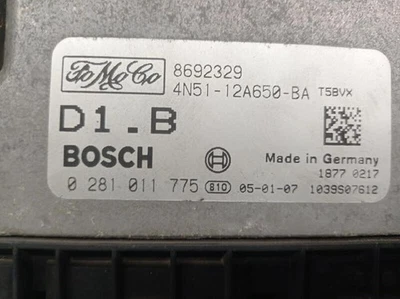 FoMoCo 8692329
4N51-12A650-BA T5BVX
D1.B
BOSCH Made in Germany
1877 0217
0 281 011 775 810 05-01-07 1039S07612